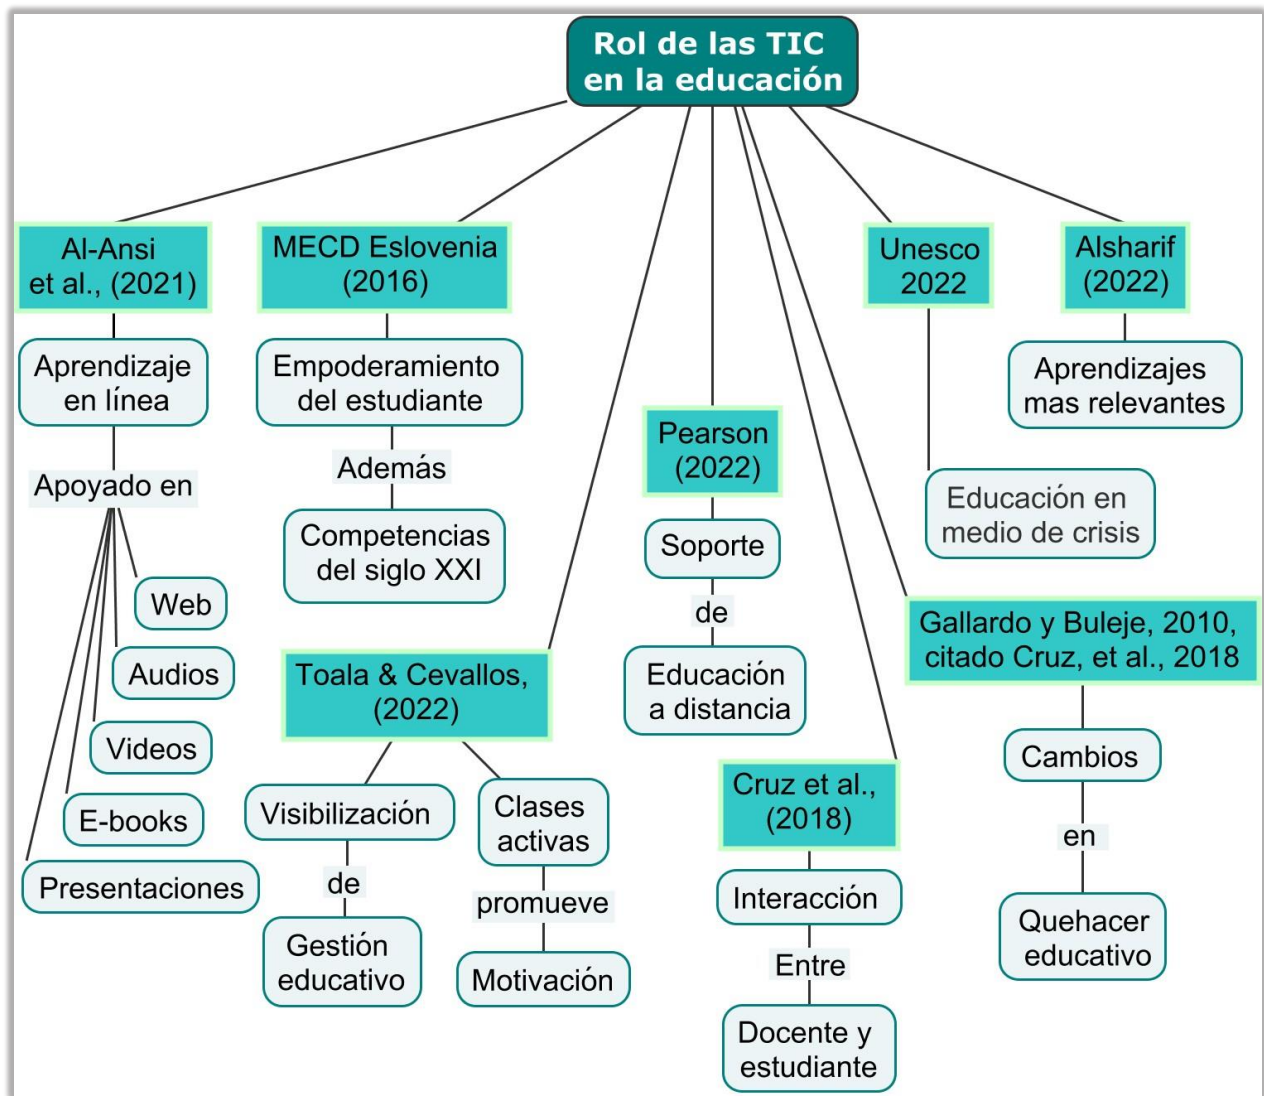 Rol de las TIC
en la educación
Al-Ansi
et al., (2021)
Aprendizaje
en línea
Apoyado en
Web
Audios
Videos
E-books
Presentaciones
MECD Eslovenia
(2016)
Empoderamiento
del estudiante
Además
Competencias
del siglo XXI
Toala & Cevallos,
(2022)
Visibilización
de
Gestión
educativo
Clases
activas
promueve
Motivación
Pearson
(2022)
Soporte
de
Educación
a distancia
Cruz et al.,
(2018)
Interacción
Entre
Docente y
estudiante
Gallardo y Buleje, 2010,
citado Cruz, et al., 2018
Cambios
en
Quehacer
educativo
Unesco
2022
Educación en
medio de crisis
Alsharif
(2022)
Aprendizajes
mas relevantes